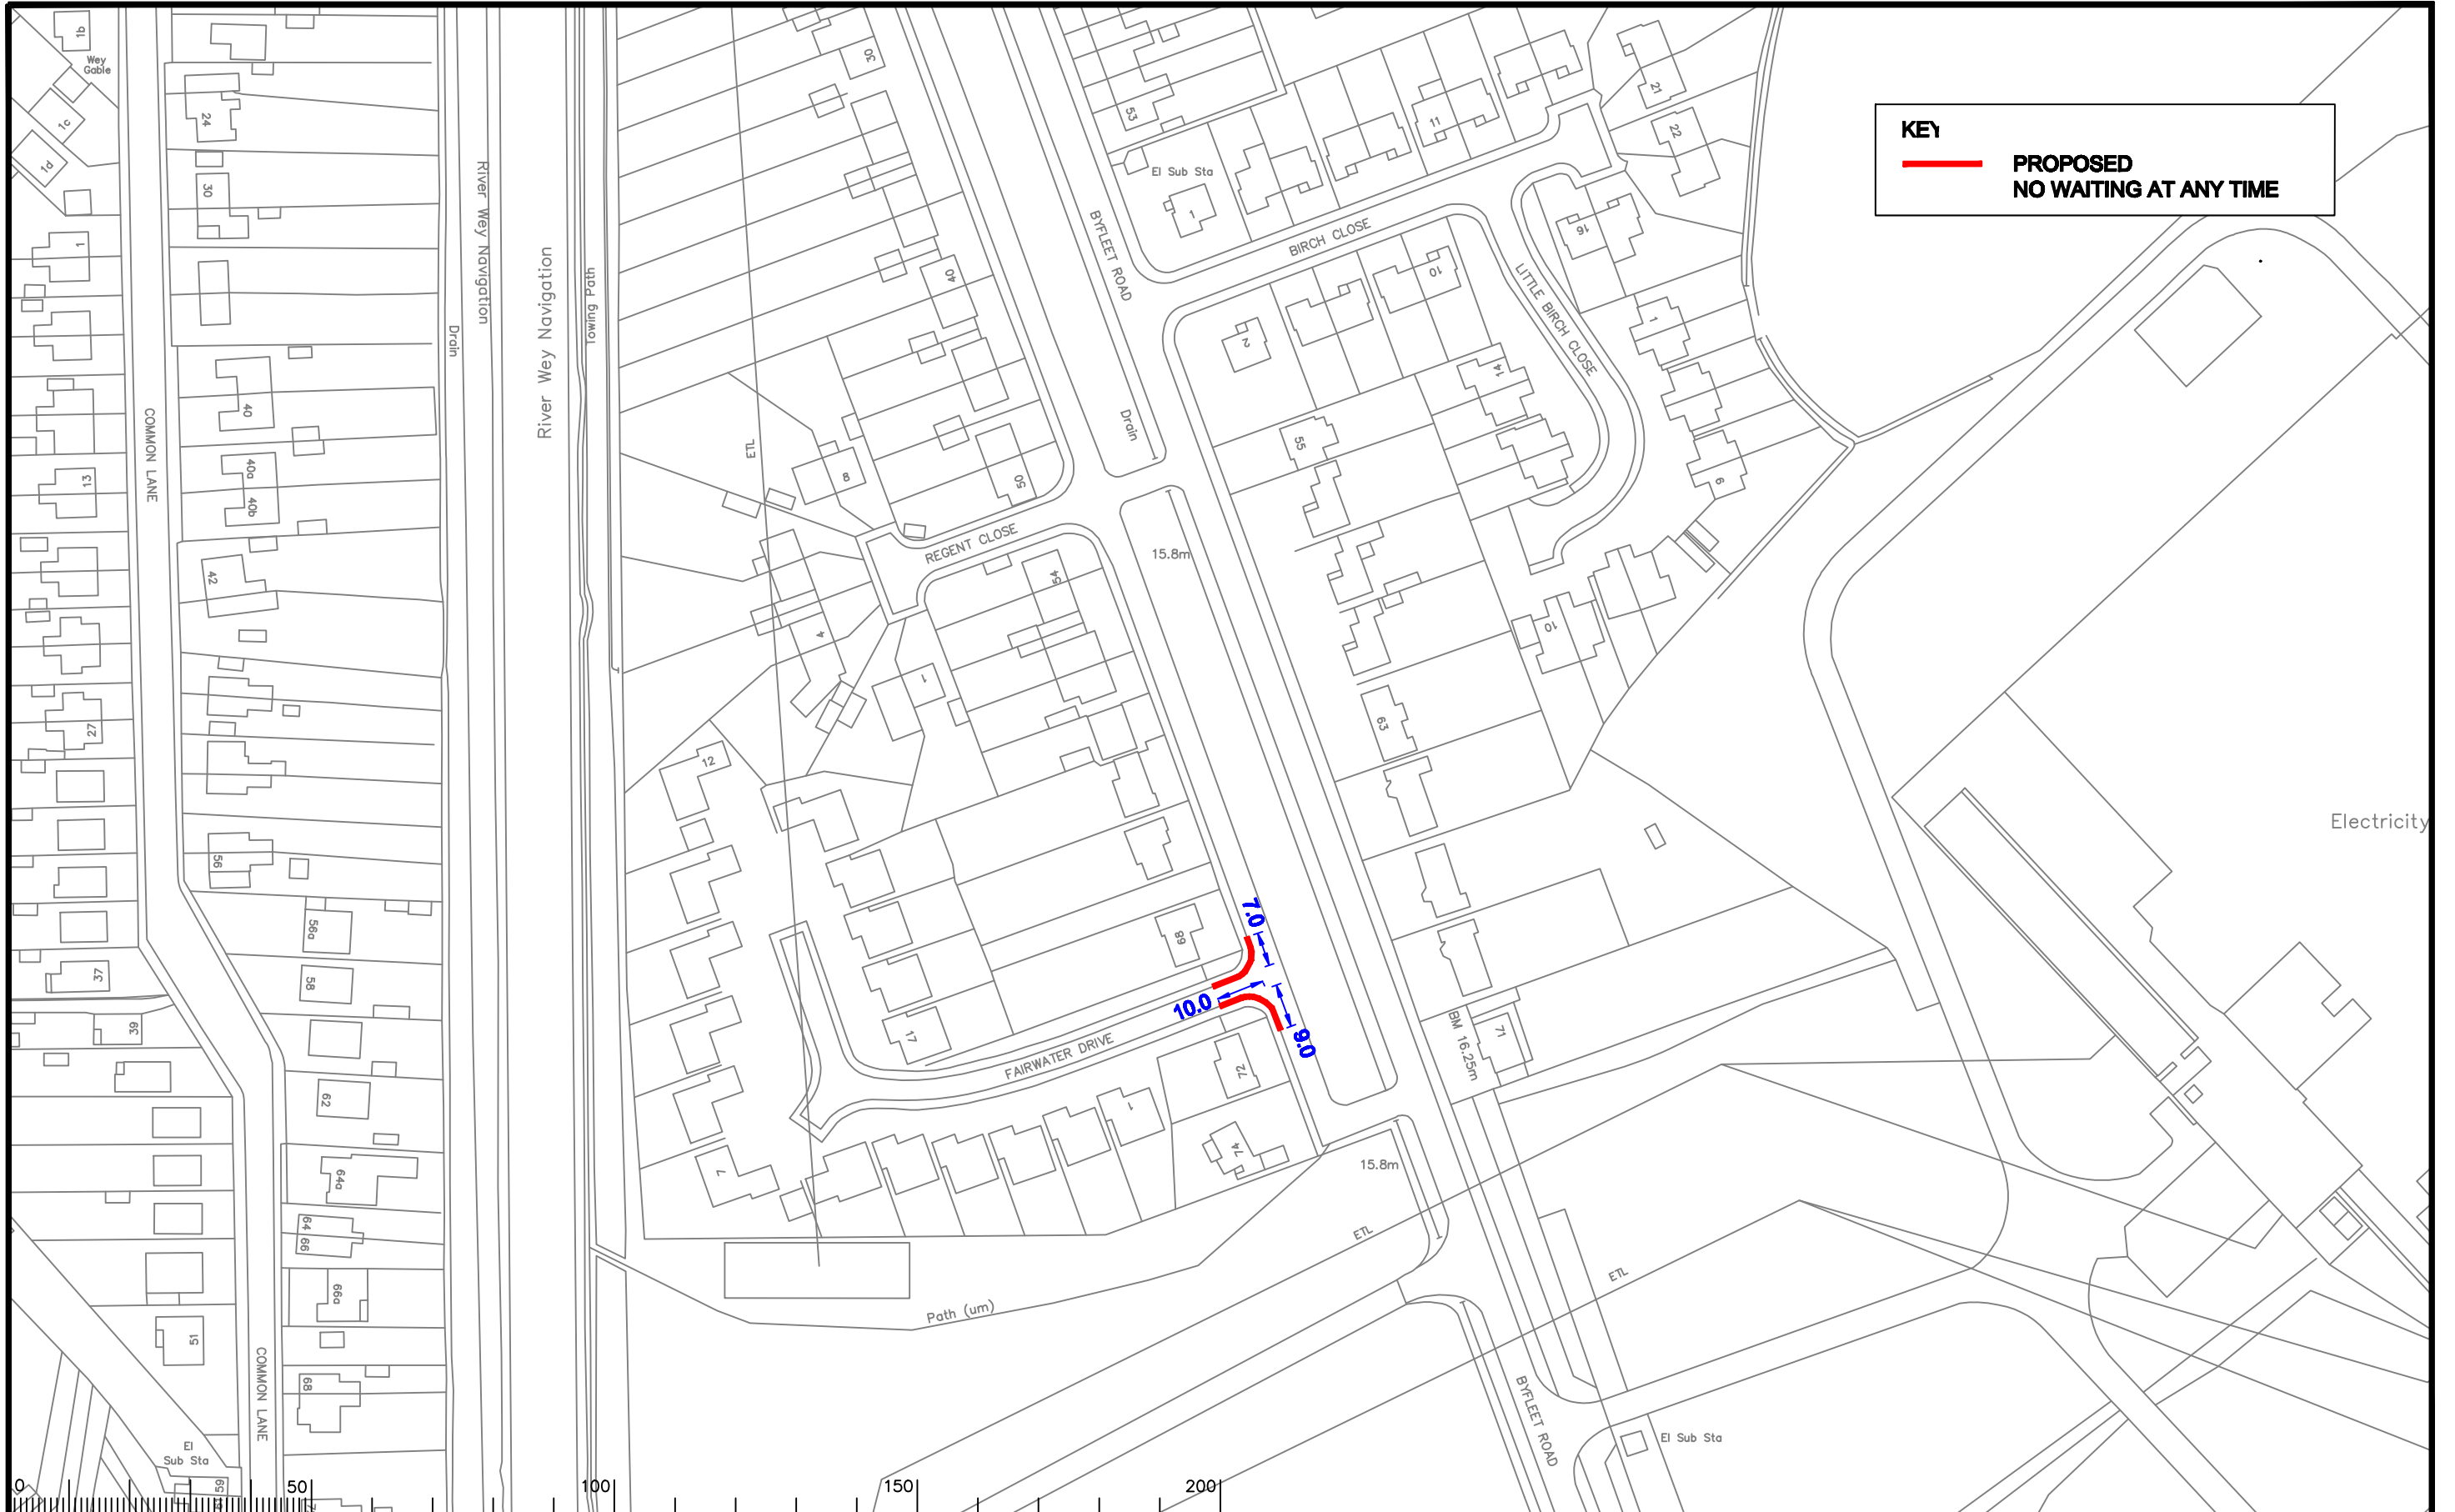 1b
Wey
Gable
1c
1d
24
30
1
13
27
37
39
51
59
COMMON LANE
40
40a
40b
42
56
56a
58
62
64a
64
66
66a
68
COMMON LANE
El
Sub Sta
Drain
River Wey Navigation
River Wey Navigation
Towing Path
ETL
30
40
50
8
REGENT CLOSE
54
4
1
12
17
7
1
68
72
74
FAIRWATER DRIVE
7.0
10.0
9.0
Path (um)
53
El Sub Sta
1
11
21
22
BYFLEET ROAD
BIRCH CLOSE
LITTLE BIRCH CLOSE
Drain
2
10
14
16
1
6
10
55
63
71
15.8m
BM 16.25m
15.8m
ETL
ETL
BYFLEET ROAD
El Sub Sta
Electricity
KEY
PROPOSED
NO WAITING AT ANY TIME
0
50
100
150
200